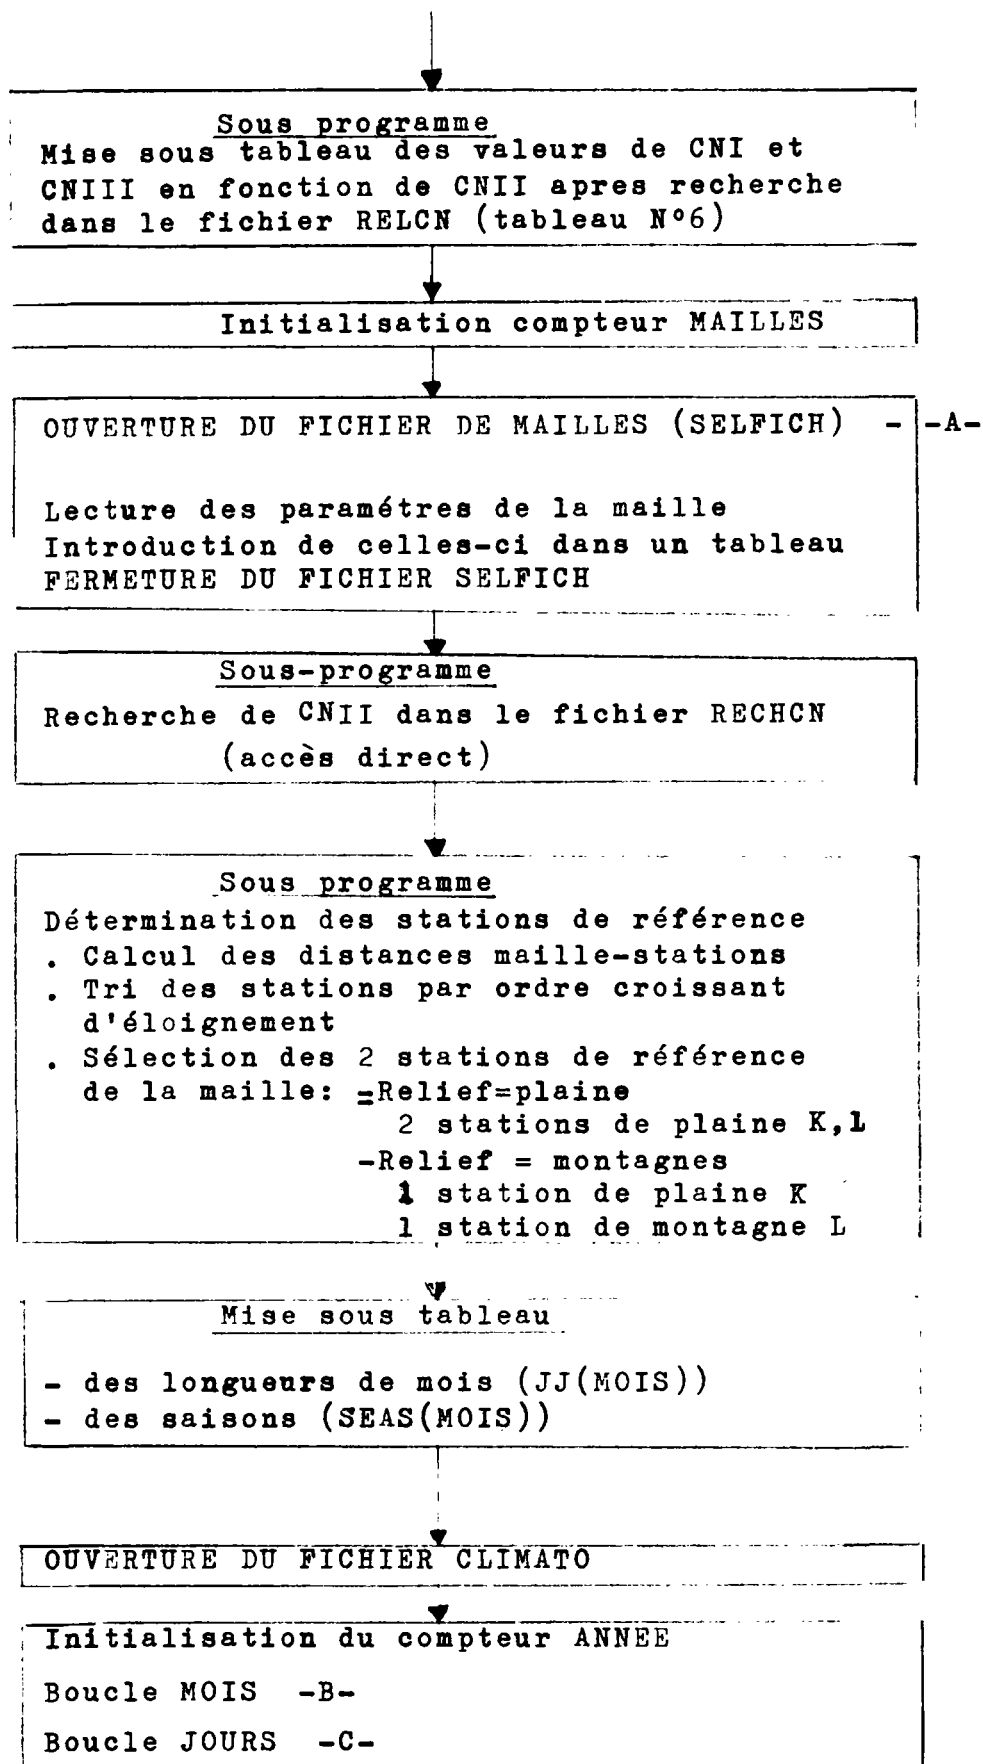 Sous programme
Mise sous tableau des valeurs de CNI et
CNIII en fonction de CNII apres recherche
dans le fichier RELCN (tableau N°6)
Initialisation compteur MAILLES
OUVERTURE DU FICHIER DE MAILLES (SELFICH) - -A-
Lecture des paramétres de la maille
Introduction de celles-ci dans un tableau
FERMETURE DU FICHIER SELFICH
Sous-programme
Recherche de CNII dans le fichier RECHCN
(accès direct)
Sous programme
Détermination des stations de référence
. Calcul des distances maille-stations
. Tri des stations par ordre croissant
d'éloignement
. Sélection des 2 stations de référence
de la maille: =Relief=plaine
2 stations de plaine K,l
-Relief = montagnes
1 station de plaine K
1 station de montagne L
Mise sous tableau
- des longueurs de mois (JJ(MOIS))
- des saisons (SEAS(MOIS))
OUVERTURE DU FICHIER CLIMATO
Initialisation du compteur ANNEE
Boucle MOIS -B-
Boucle JOURS -C-